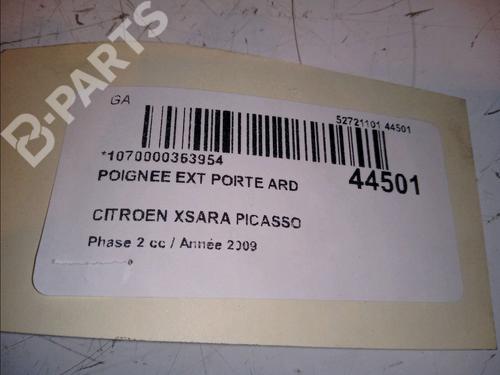 B-PARTS
GA
52721101 44501
*1070000363954
POIGNEE EXT PORTE ARD
44501
CITROEN XSARA PICASSO
Phase 2 cc / Année 2009